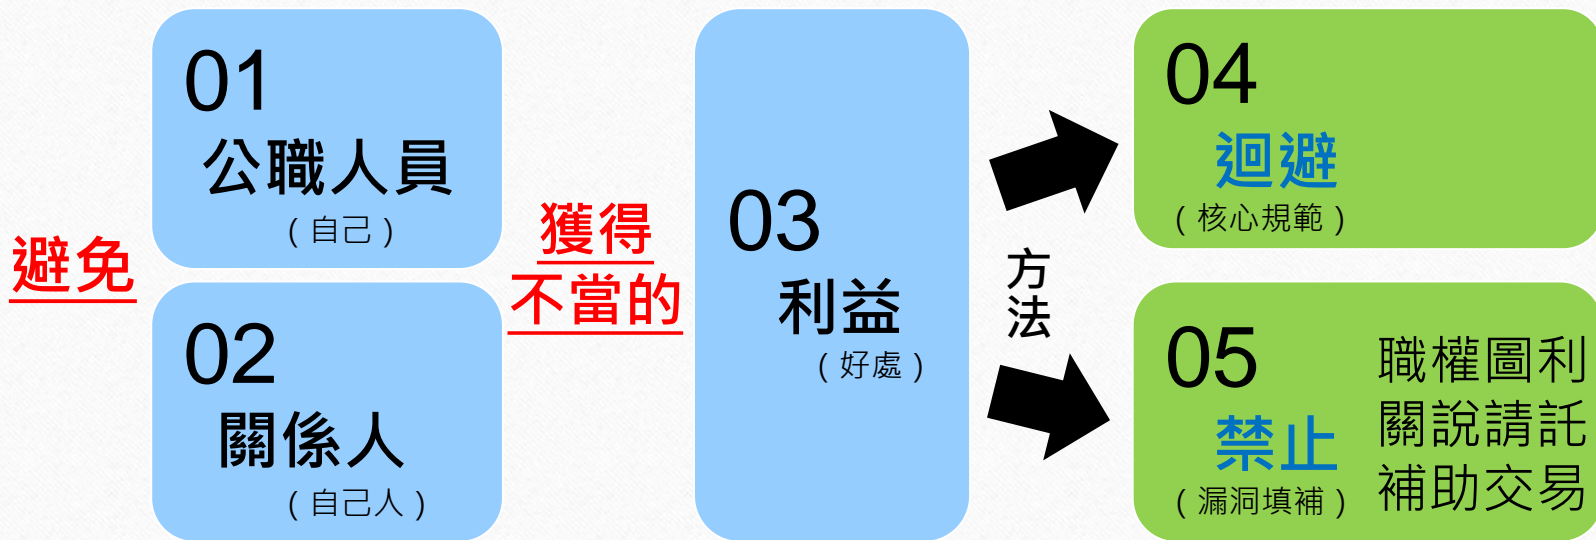 避免
01
公職人員
(自己)
02
關係人
(自己人)
獲得
不當的
03
利益
(好處)
方法
04
迴避
(核心規範)
05
禁止
(漏洞填補)
職權圖利
關說請託
補助交易